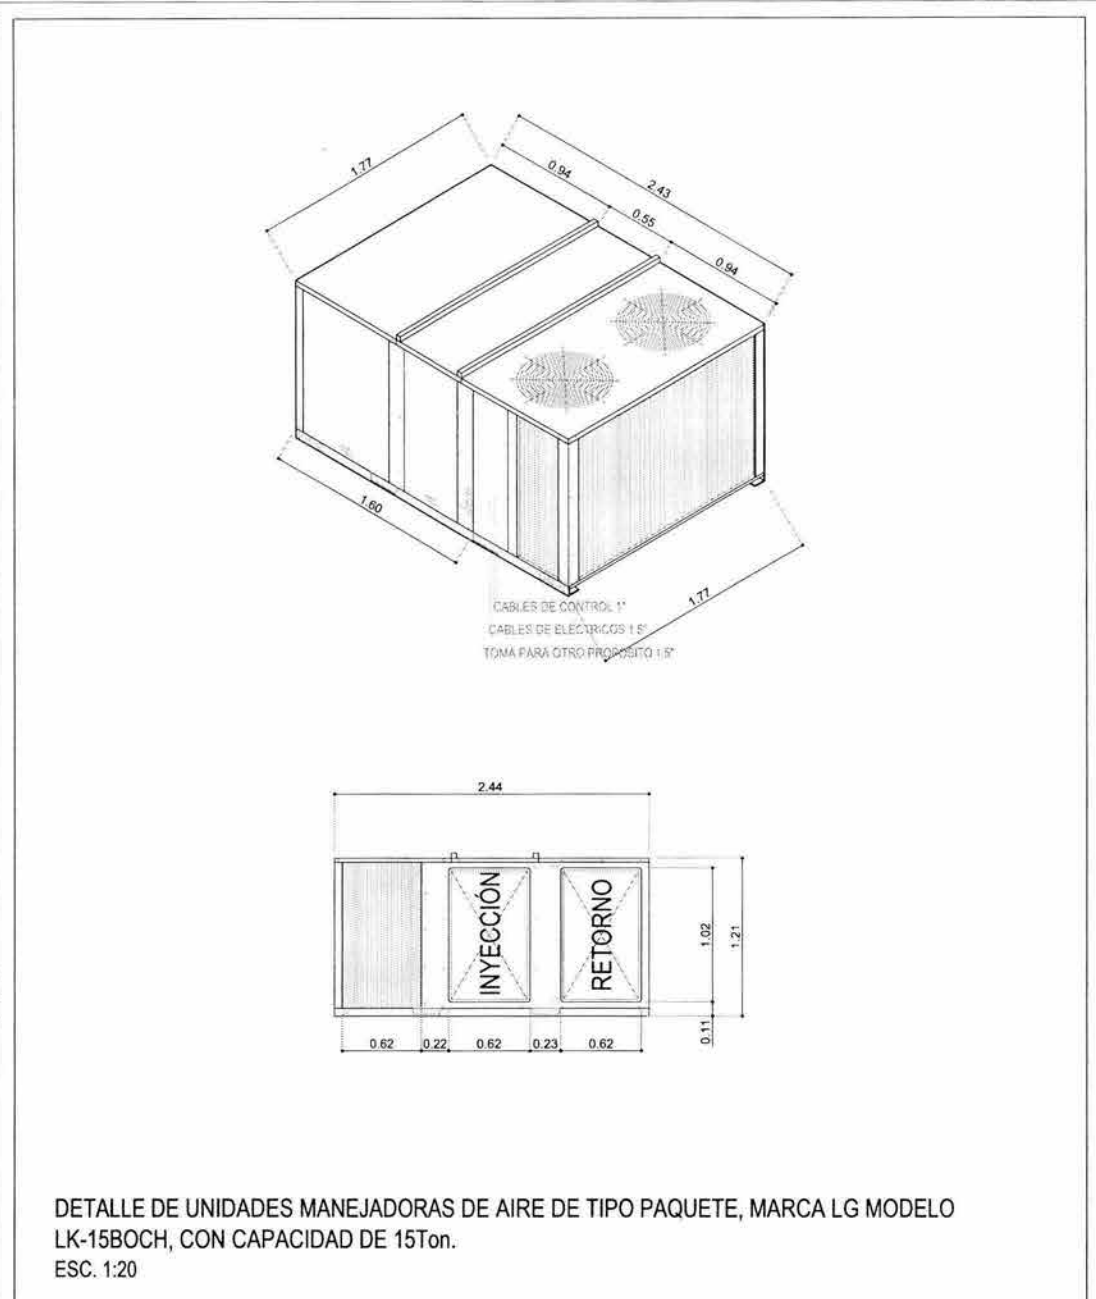 1.77
0.94
2.43
0.55
0.94
1.60
1.77
CABLES DE CONTROL 1"
CABLES DE ELECTRICOS 1.5"
TOMA PARA OTRO PROPOSITO 1.5"
2.44
INYECCIÓN
RETORNO
1.02
1.21
0.11
0.62
0.22
0.62
0.23
0.62
DETALLE DE UNIDADES MANEJADORAS DE AIRE DE TIPO PAQUETE, MARCA LG MODELO
LK-15BOCH, CON CAPACIDAD DE 15Ton.
ESC. 1:20